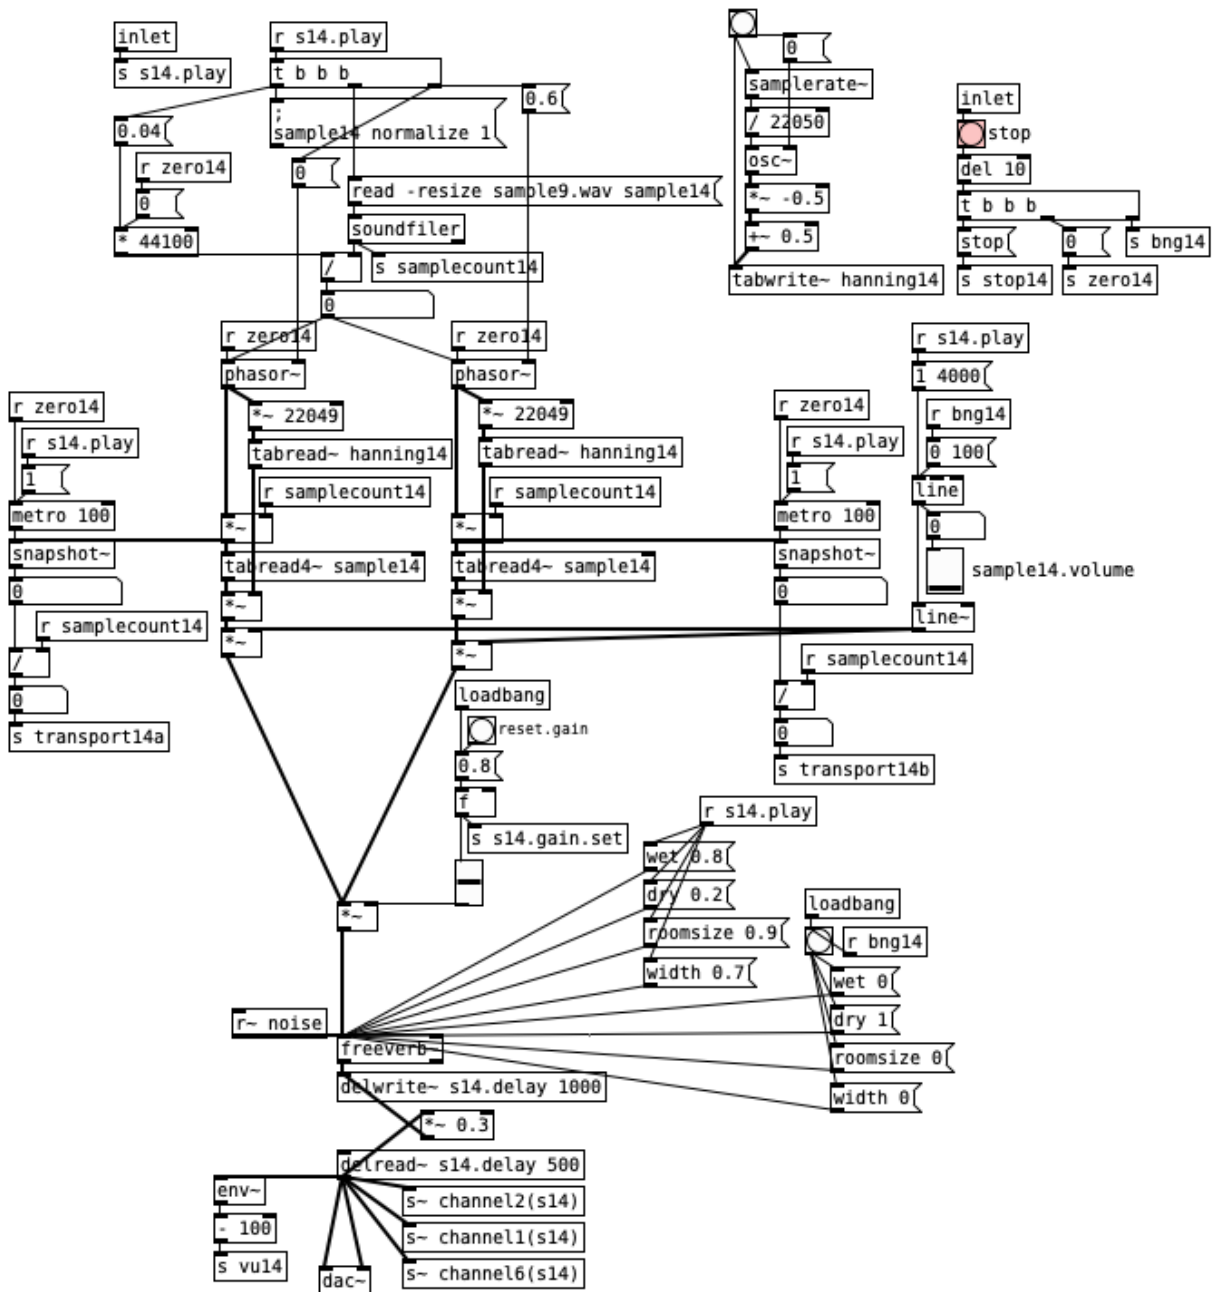 inlet
s s14.play
r s14.play
t b b b
;
sample14 normalize 1
0.6
0.04
r zero14
0
* 44100
0
read -resize sample9.wav sample14
soundfiler
/
s samplecount14
0
0
samplerate~
/ 22050
osc~
*~ -0.5
+~ 0.5
tabwrite~ hanning14
inlet
stop
del 10
t b b b
stop
0
s bng14
s stop14
s zero14
r zero14
phasor~
*~ 22049
tabread~ hanning14
r samplecount14
*~
tabread4~ sample14
*~
*~
r zero14
phasor~
*~ 22049
tabread~ hanning14
r samplecount14
*~
tabread4~ sample14
*~
*~
r zero14
r s14.play
1
metro 100
snapshot~
0
r samplecount14
/
0
s transport14a
r zero14
r s14.play
1
metro 100
snapshot~
0
r samplecount14
/
0
s transport14b
r s14.play
1 4000
r bng14
0 100
line
0
sample14.volume
line~
loadbang
reset.gain
0.8
f
s s14.gain.set
*~
r s14.play
wet 0.8
dry 0.2
roomsize 0.9
width 0.7
loadbang
r bng14
wet 0
dry 1
roomsize 0
width 0
r~ noise
freeverb~
delwrite~ s14.delay 1000
*~ 0.3
delread~ s14.delay 500
env~
- 100
s vu14
s~ channel2(s14)
s~ channel1(s14)
s~ channel6(s14)
dac~